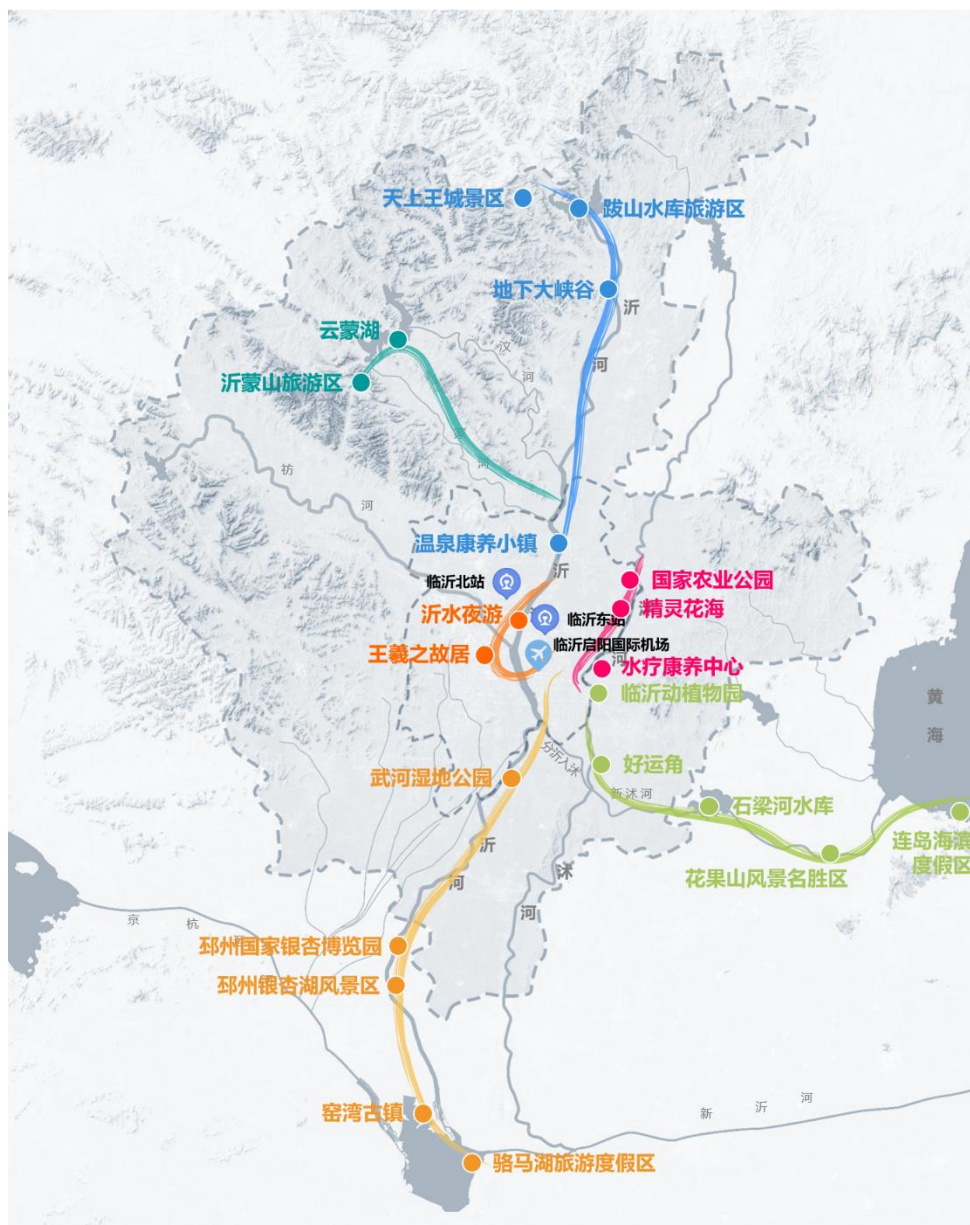 天上王城景区
跋山水库旅游区
地下大峡谷
沂
河
云蒙湖
汶
河
沂蒙山旅游区
河
祊
河
温泉康养小镇
沂
临沂北站
国家农业公园
沂水夜游
精灵花海
临沂东站
王羲之故居
临沂启阳国际机场
河
水疗康养中心
临沂动植物园
黄
海
分沂入沭
武河湿地公园
好运角
新沭河
石梁河水库
沂
河
连岛海滨
度假区
花果山风景名胜区
沭
河
京
杭
邳州国家银杏博览园
邳州银杏湖风景区
窑湾古镇
新
沂
河
骆马湖旅游度假区